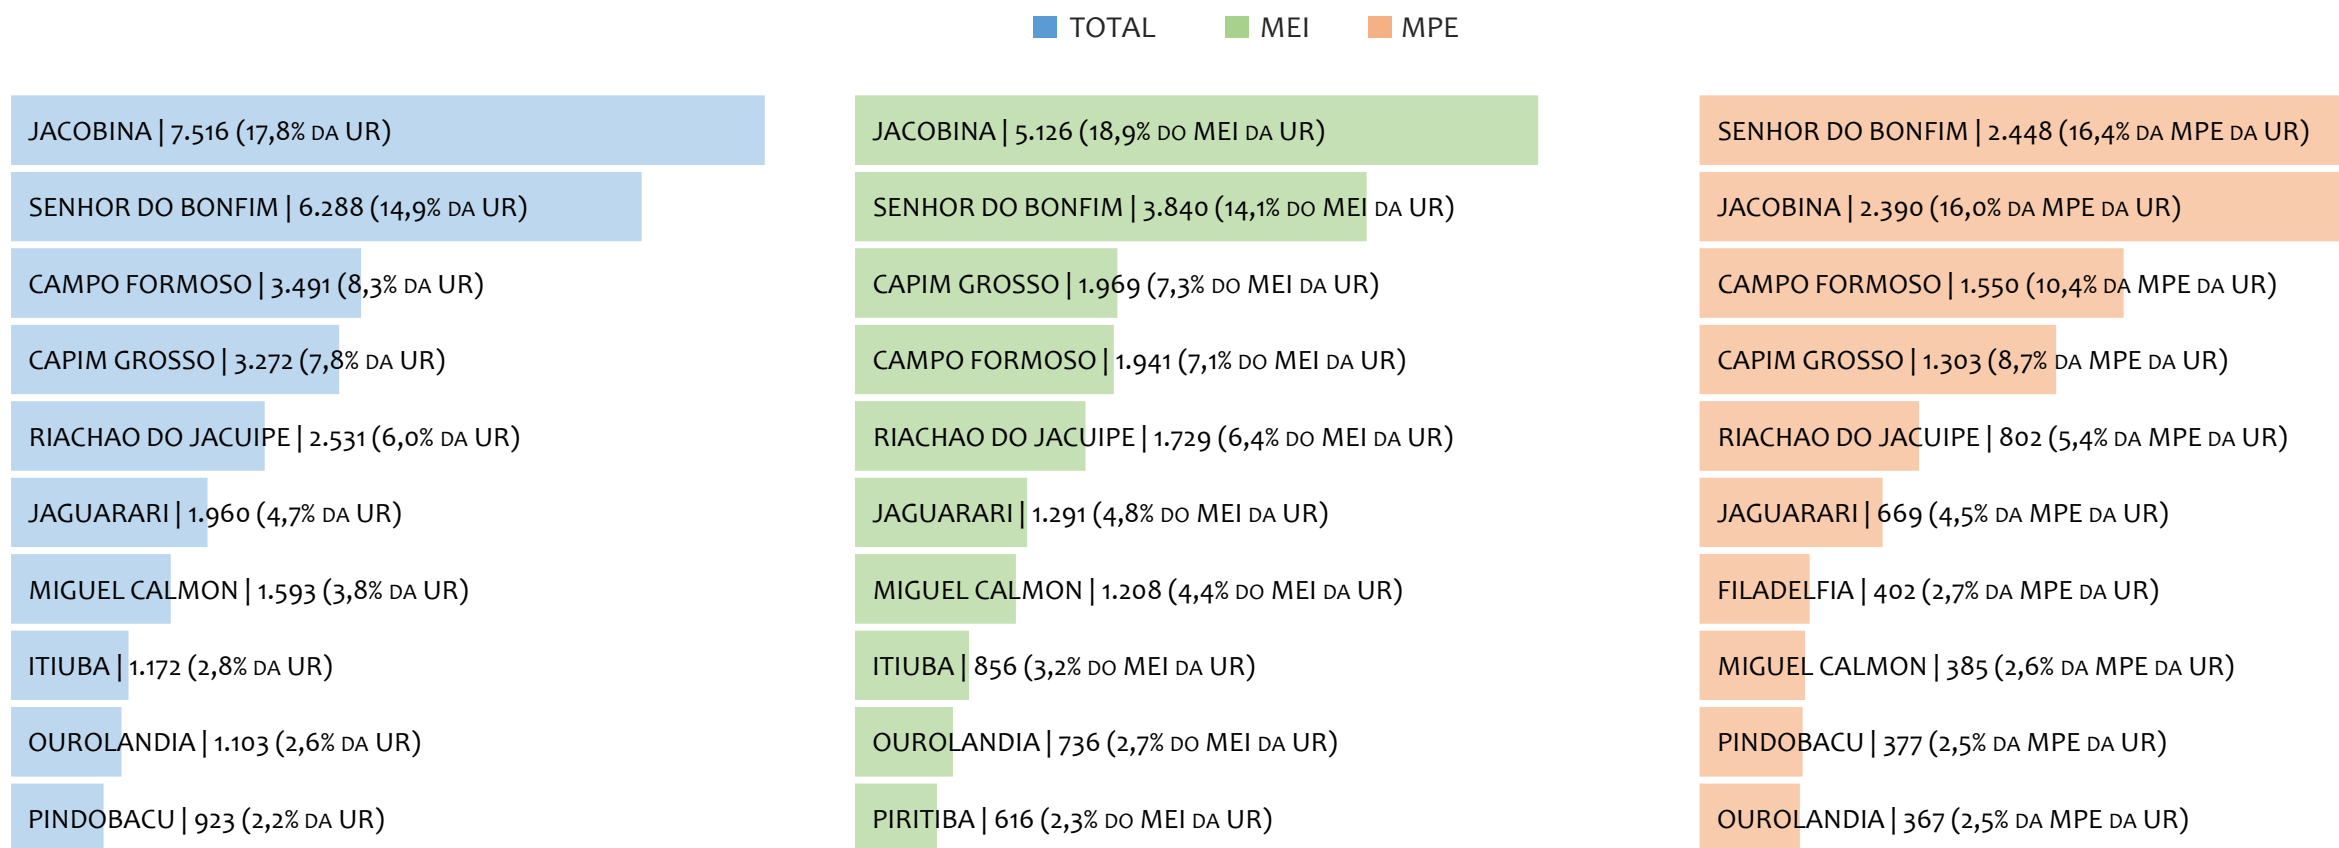 TOTAL MEI MPE
JACOBINA | 7.516 (17,8% DA UR)
SENHOR DO BONFIM | 6.288 (14,9% DA UR)
CAMPO FORMOSO | 3.491 (8,3% DA UR)
CAPIM GROSSO | 3.272 (7,8% DA UR)
RIACHAO DO JACUIPE | 2.531 (6,0% DA UR)
JAGUARARI | 1.960 (4,7% DA UR)
MIGUEL CALMON | 1.593 (3,8% DA UR)
ITIUBA | 1.172 (2,8% DA UR)
OUROLANDIA | 1.103 (2,6% DA UR)
PINDOBACU | 923 (2,2% DA UR)
JACOBINA | 5.126 (18,9% DO MEI DA UR)
SENHOR DO BONFIM | 3.840 (14,1% DO MEI DA UR)
CAPIM GROSSO | 1.969 (7,3% DO MEI DA UR)
CAMPO FORMOSO | 1.941 (7,1% DO MEI DA UR)
RIACHAO DO JACUIPE | 1.729 (6,4% DO MEI DA UR)
JAGUARARI | 1.291 (4,8% DO MEI DA UR)
MIGUEL CALMON | 1.208 (4,4% DO MEI DA UR)
ITIUBA | 856 (3,2% DO MEI DA UR)
OUROLANDIA | 736 (2,7% DO MEI DA UR)
PIRITIBA | 616 (2,3% DO MEI DA UR)
SENHOR DO BONFIM | 2.448 (16,4% DA MPE DA UR)
JACOBINA | 2.390 (16,0% DA MPE DA UR)
CAMPO FORMOSO | 1.550 (10,4% DA MPE DA UR)
CAPIM GROSSO | 1.303 (8,7% DA MPE DA UR)
RIACHAO DO JACUIPE | 802 (5,4% DA MPE DA UR)
JAGUARARI | 669 (4,5% DA MPE DA UR)
FILADELFIA | 402 (2,7% DA MPE DA UR)
MIGUEL CALMON | 385 (2,6% DA MPE DA UR)
PINDOBACU | 377 (2,5% DA MPE DA UR)
OUROLANDIA | 367 (2,5% DA MPE DA UR)